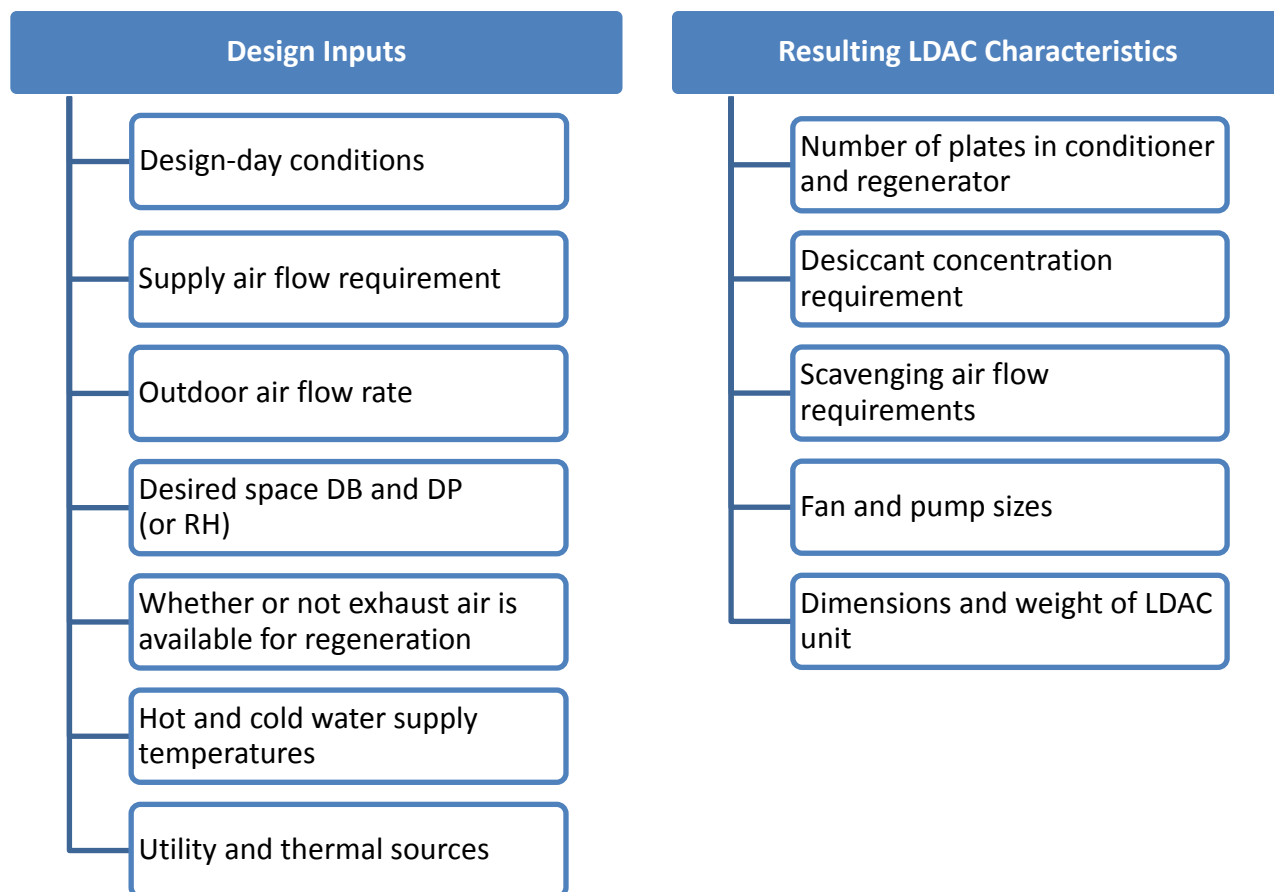 Design Inputs
Design-day conditions
Supply air flow requirement
Outdoor air flow rate
Desired space DB and DP
(or RH)
Whether or not exhaust air is
available for regeneration
Hot and cold water supply
temperatures
Utility and thermal sources
Resulting LDAC Characteristics
Number of plates in conditioner
and regenerator
Desiccant concentration
requirement
Scavenging air flow
requirements
Fan and pump sizes
Dimensions and weight of LDAC
unit